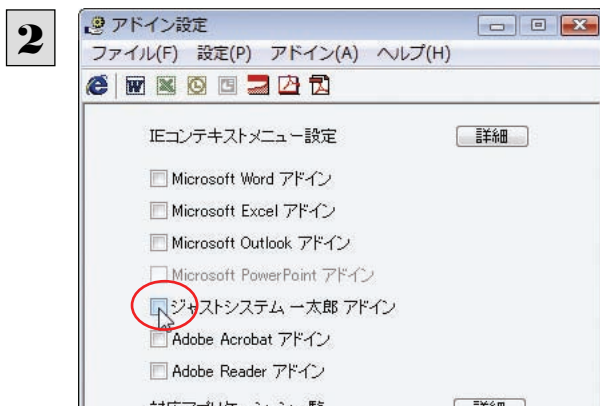 2
アドイン設定
ファイル(F) 設定(P) アドイン(A) ヘルプ(H)
IEコンテキストメニュー設定 詳細
Microsoft Word アドイン
Microsoft Excel アドイン
Microsoft Outlook アドイン
Microsoft PowerPoint アドイン
ジャストシステム 一太郎 アドイン
Adobe Acrobat アドイン
Adobe Reader アドイン